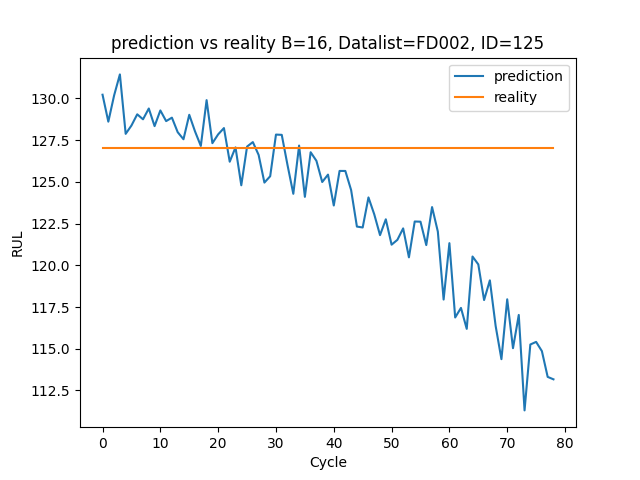 prediction vs reality B=16, Datalist=FD002, ID=125
prediction
reality
130.0
127.5
125.0
122.5
120.0
117.5
115.0
112.5
RUL
0 10 20 30 40 50 60 70 80
Cycle